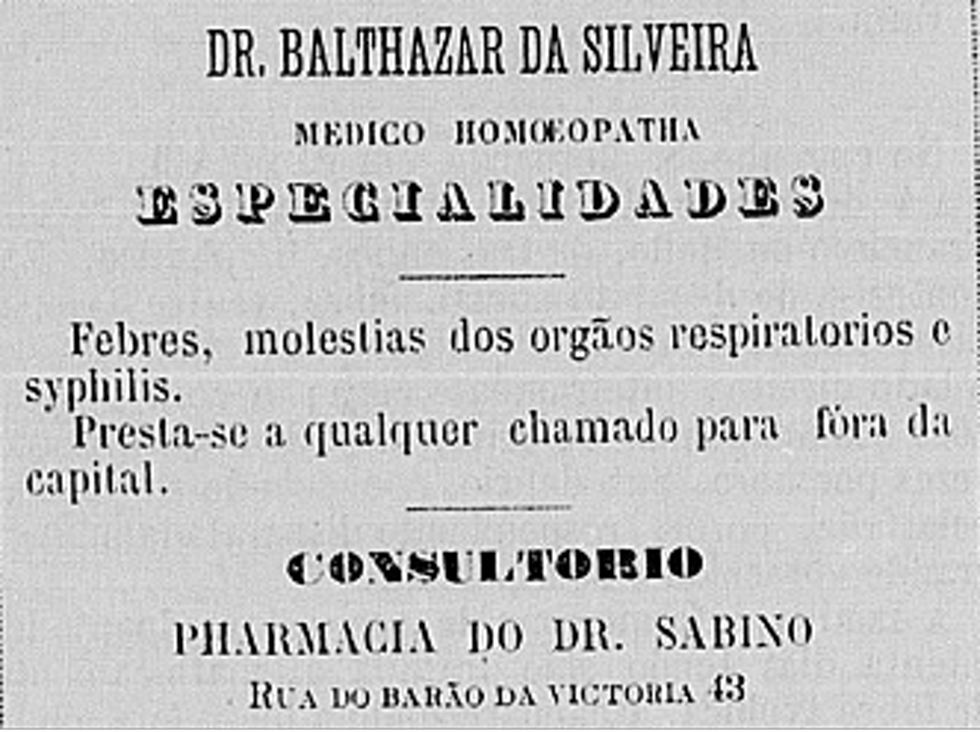 DR. BALTHAZAR DA SILVEIRA
MEDICO HOMŒOPATHA
ESPECIALIDADES
Febres, molestias dos orgãos respiratorios e
syphilis.
Presta-se a qualquer chamado para fóra da
capital.
CONSULTORIO
PHARMACIA DO DR. SABINO
RUA DO BARÃO DA VICTORIA 43